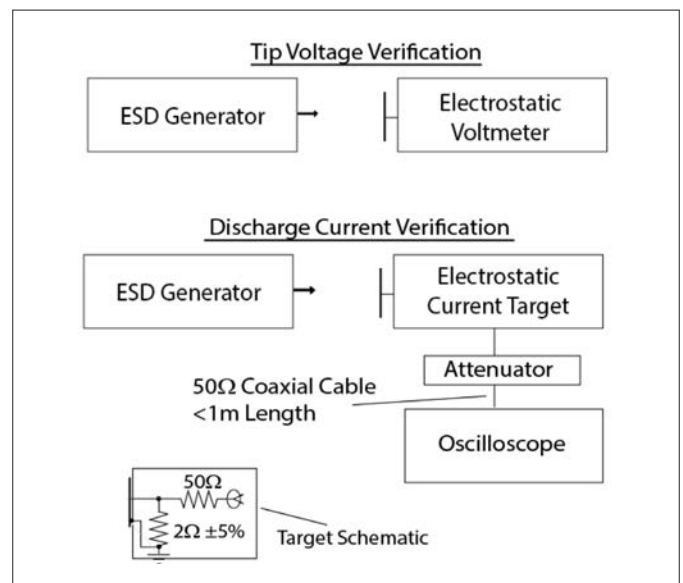 Tip Voltage Verification
ESD Generator
Electrostatic
Voltmeter
Discharge Current Verification
ESD Generator
Electrostatic
Current Target
Attenuator
50Ω Coaxial Cable
<1m Length
Oscilloscope
50Ω
2Ω ±5%
Target Schematic